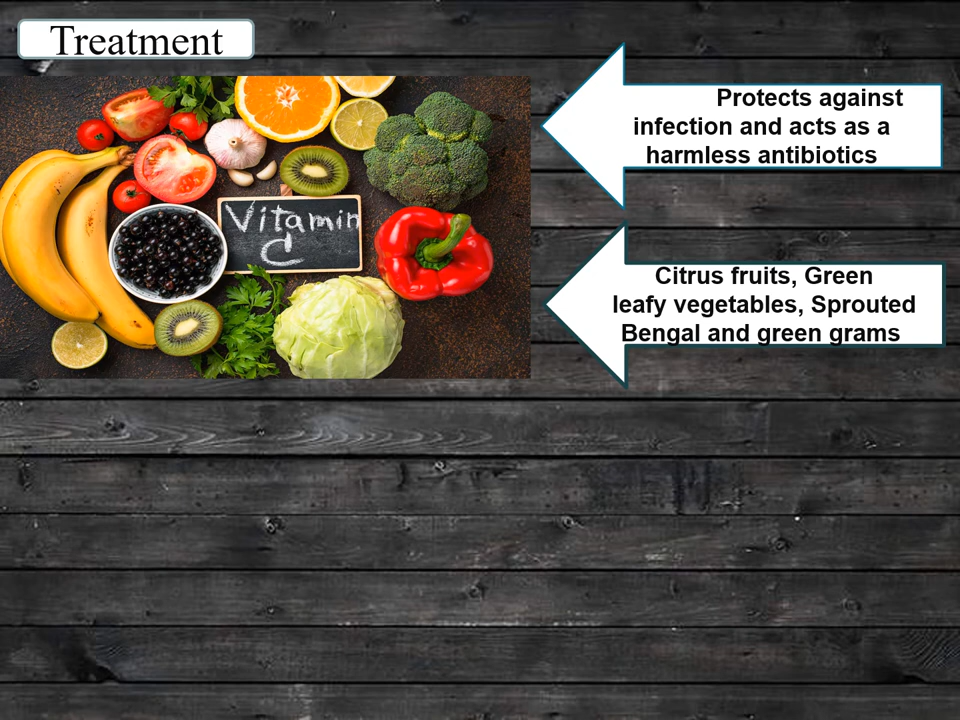 Treatment
Vitamin
C
Protects against
infection and acts as a
harmless antibiotics
Citrus fruits, Green
leafy vegetables, Sprouted
Bengal and green grams